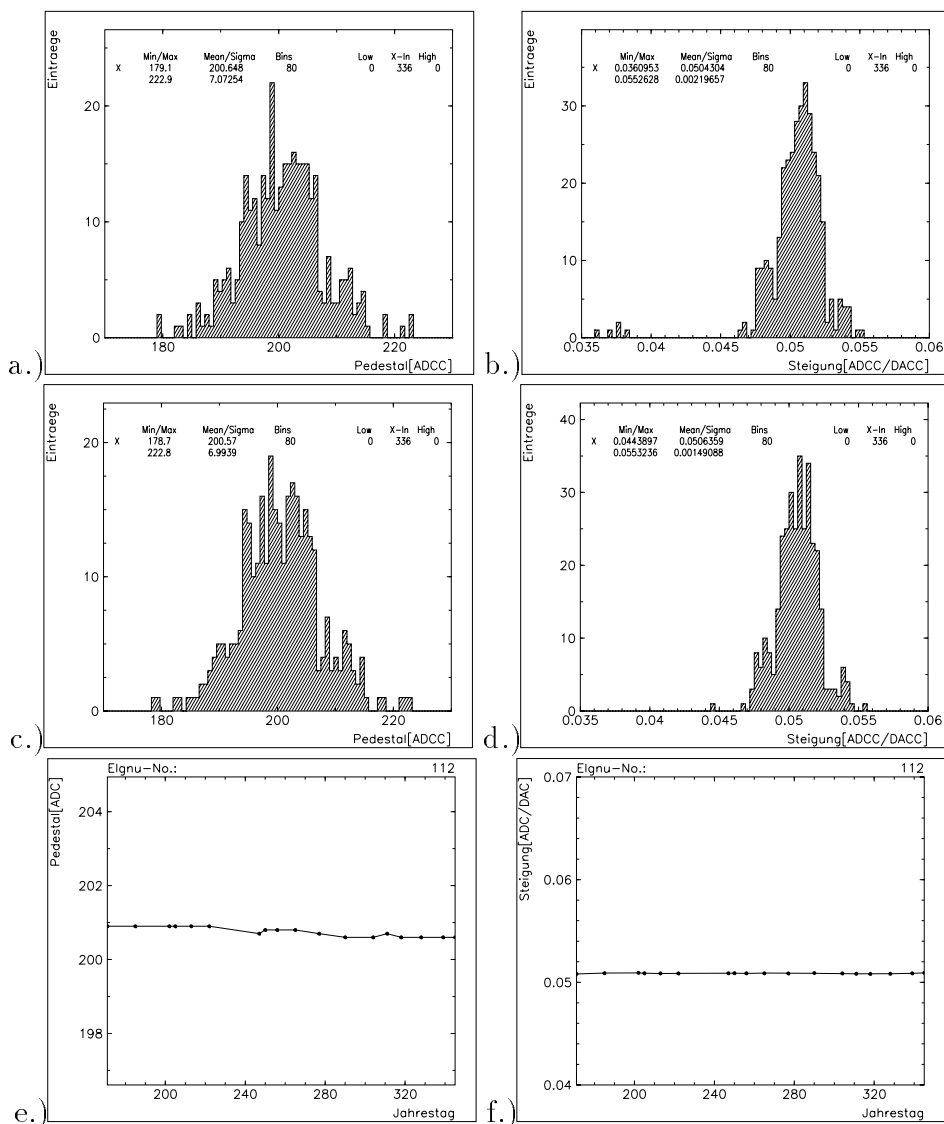 Eintraege
Min/Max Mean/Sigma Bins Low X-In High
X 179.1 200.648 80 0 336 0
222.9 7.07254
20
10
0
180 200 220
Pedestal[ADCC]
a.)
Eintraege
Min/Max Mean/Sigma Bins Low X-In High
X 0.0360953 0.0504304 80 0 336 0
0.0552628 0.00219657
30
20
10
0
0.035 0.04 0.045 0.05 0.055 0.06
Steigung[ADCC/DACC]
b.)
Eintraege
Min/Max Mean/Sigma Bins Low X-In High
X 178.7 200.57 80 0 336 0
222.8 6.9939
20
10
0
180 200 220
Pedestal[ADCC]
c.)
Eintraege
Min/Max Mean/Sigma Bins Low X-In High
X 0.0443897 0.0506359 80 0 336 0
0.0553236 0.00149088
40
30
20
10
0
0.035 0.04 0.045 0.05 0.055 0.06
Steigung[ADCC/DACC]
d.)
Elgnu-No.: 112
Pedestal[ADC]
204
202
200
198
200 240 280 320
Jahrestag
e.)
Elgnu-No.: 112
Steigung[ADC/DAC]
0.07
0.06
0.05
0.04
200 240 280 320
Jahrestag
f.)